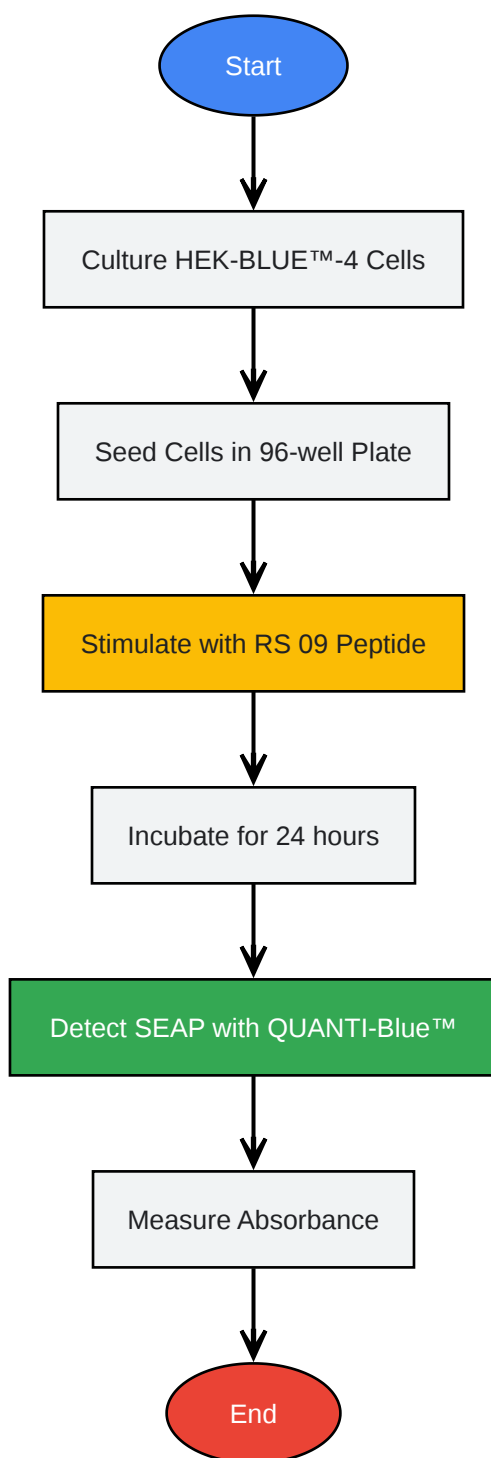 Start
Culture HEK-BLUE™-4 Cells
Seed Cells in 96-well Plate
Stimulate with RS 09 Peptide
Incubate for 24 hours
Detect SEAP with QUANTI-Blue™
Measure Absorbance
End